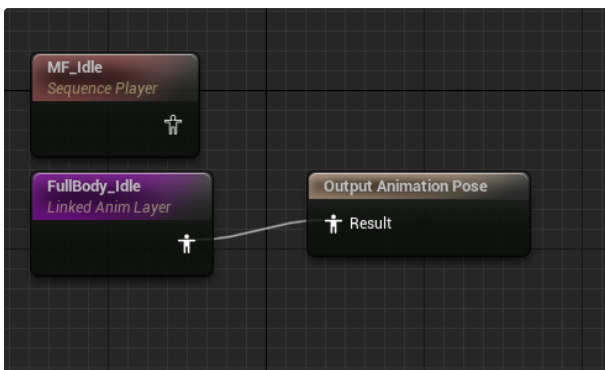 MF_Idle
Sequence Player
FullBody_Idle
Linked Anim Layer
Output Animation Pose
Result